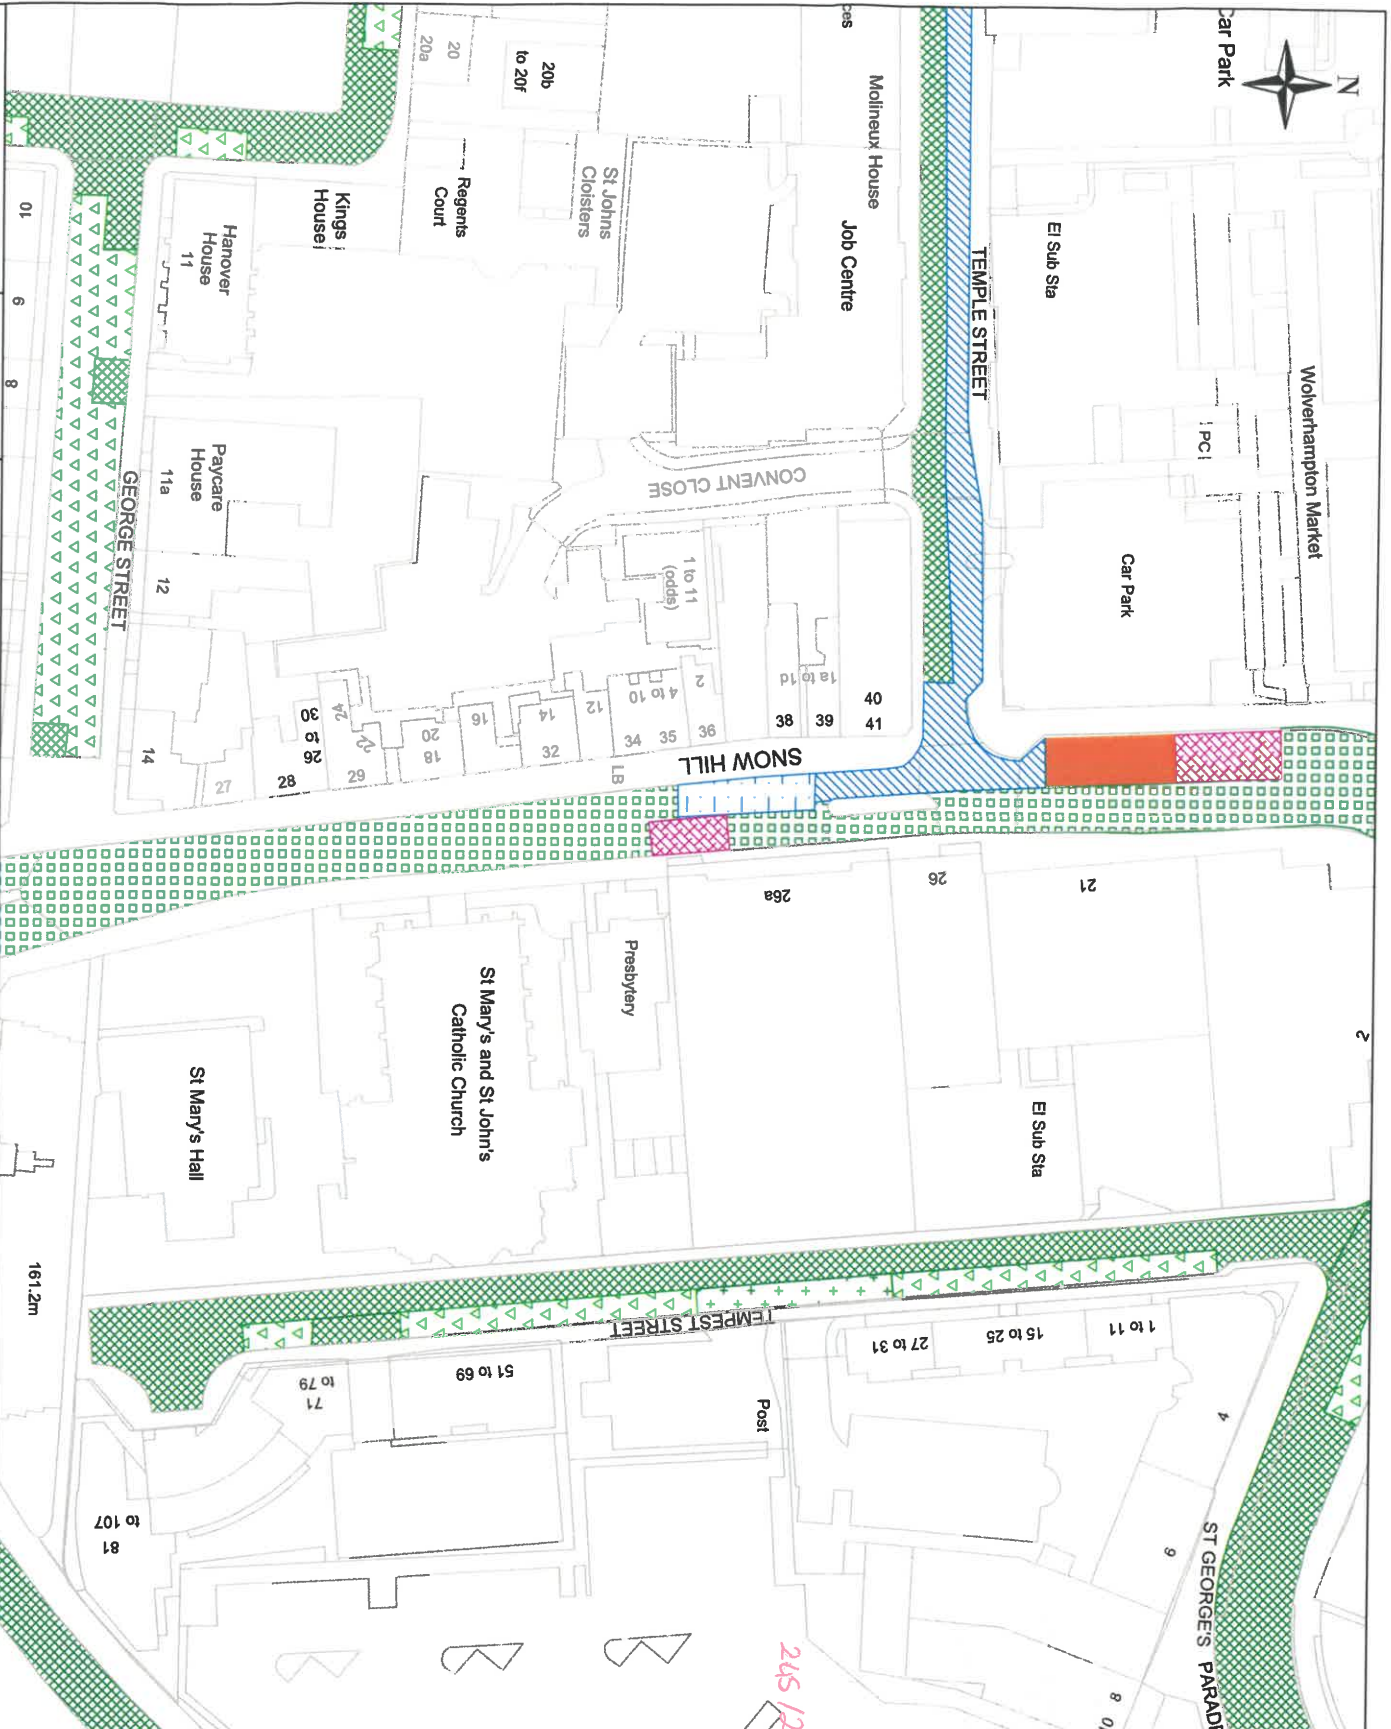 N
Car Park
Wolverhampton Market
PC
El Sub Sta
Car Park
TEMPLE STREET
Molineux House
Job Centre
ces
20
20a
20b
to 20f
St Johns
Cloisters
Regents
Court
Kings
House
Hanover
House
11
Paycare
House
11a
12
14
GEORGE STREET
10
9
8
CONVENT CLOSE
1 to 11
(odds)
1a to 1d
2
4 to 10
12
14
16
18
20
22
24
26
to
30
27
28
29
32
34
35
36
38
39
40
41
LB
SNOW HILL
26a
26
21
2
Presbytery
St Mary's and St John's
Catholic Church
St Mary's Hall
El Sub Sta
161.2m
TEMPEST STREET
1 to 11
15 to 25
27 to 31
51 to 69
71
to 79
81
to 107
Post
4
6
8
ST GEORGE'S PARADE
245/2